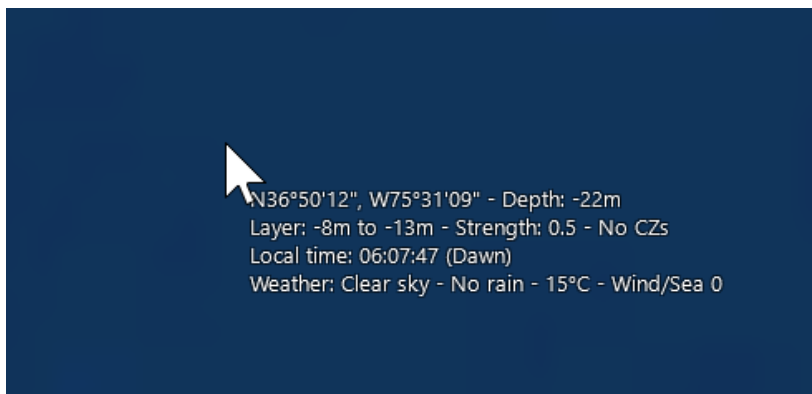 N36°50'12", W75°31'09" - Depth: -22m
Layer: -8m to -13m - Strength: 0.5 - No CZs
Local time: 06:07:47 (Dawn)
Weather: Clear sky - No rain - 15°C - Wind/Sea 0